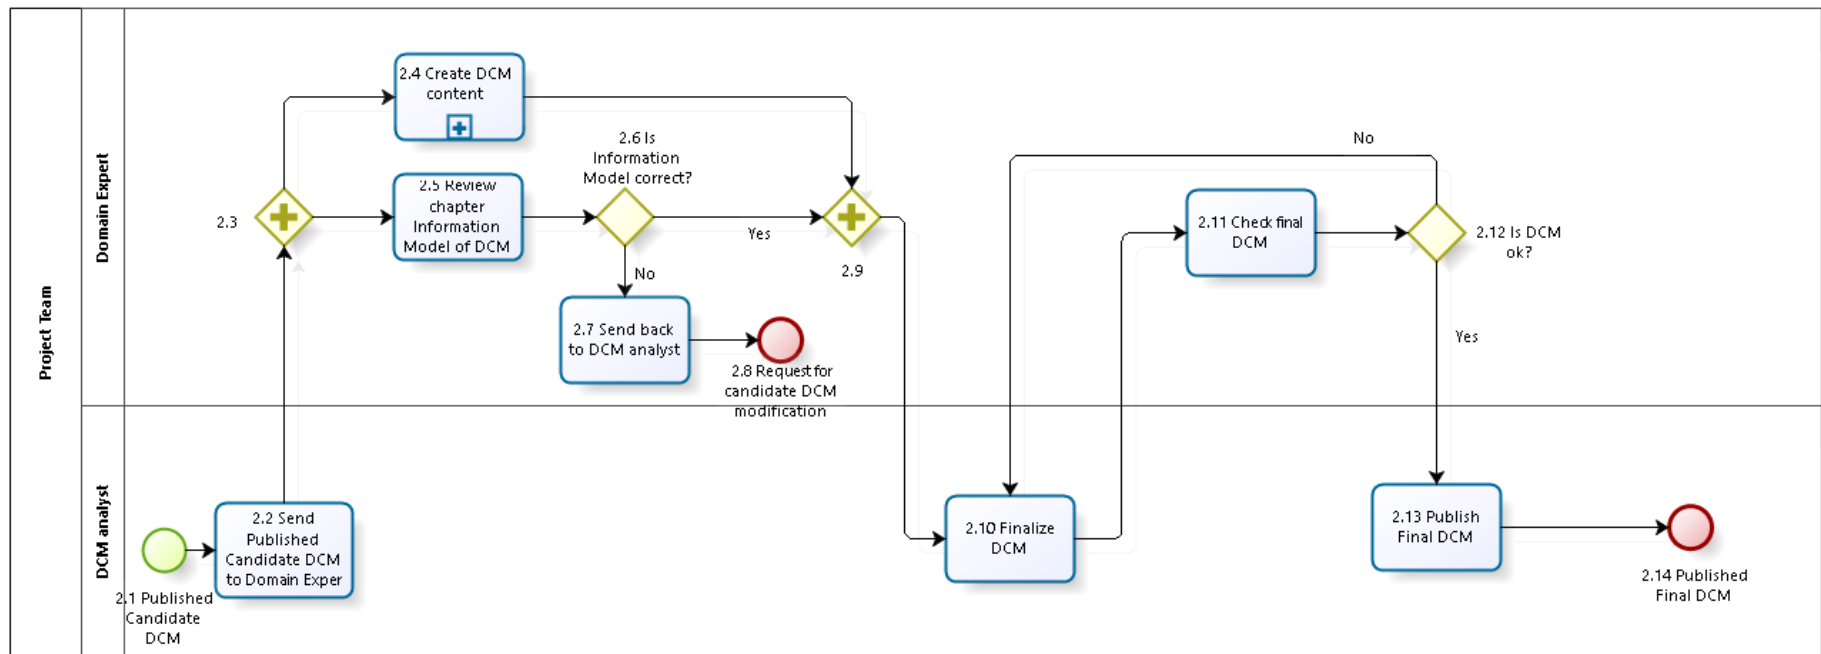 Project Team
Domain Expert
DCM analyst
2.4 Create DCM
content
2.3
2.5 Review
chapter
Information
Model of DCM
2.6 Is
Information
Model correct?
Yes
No
2.7 Send back
to DCM analyst
2.8 Request for
candidate DCM
modification
2.9
No
2.11 Check final
DCM
2.12 Is DCM
ok?
Yes
2.1 Published
Candidate
DCM
2.2 Send
Published
Candidate DCM
to Domain Exper
2.10 Finalize
DCM
2.13 Publish
Final DCM
2.14 Published
Final DCM